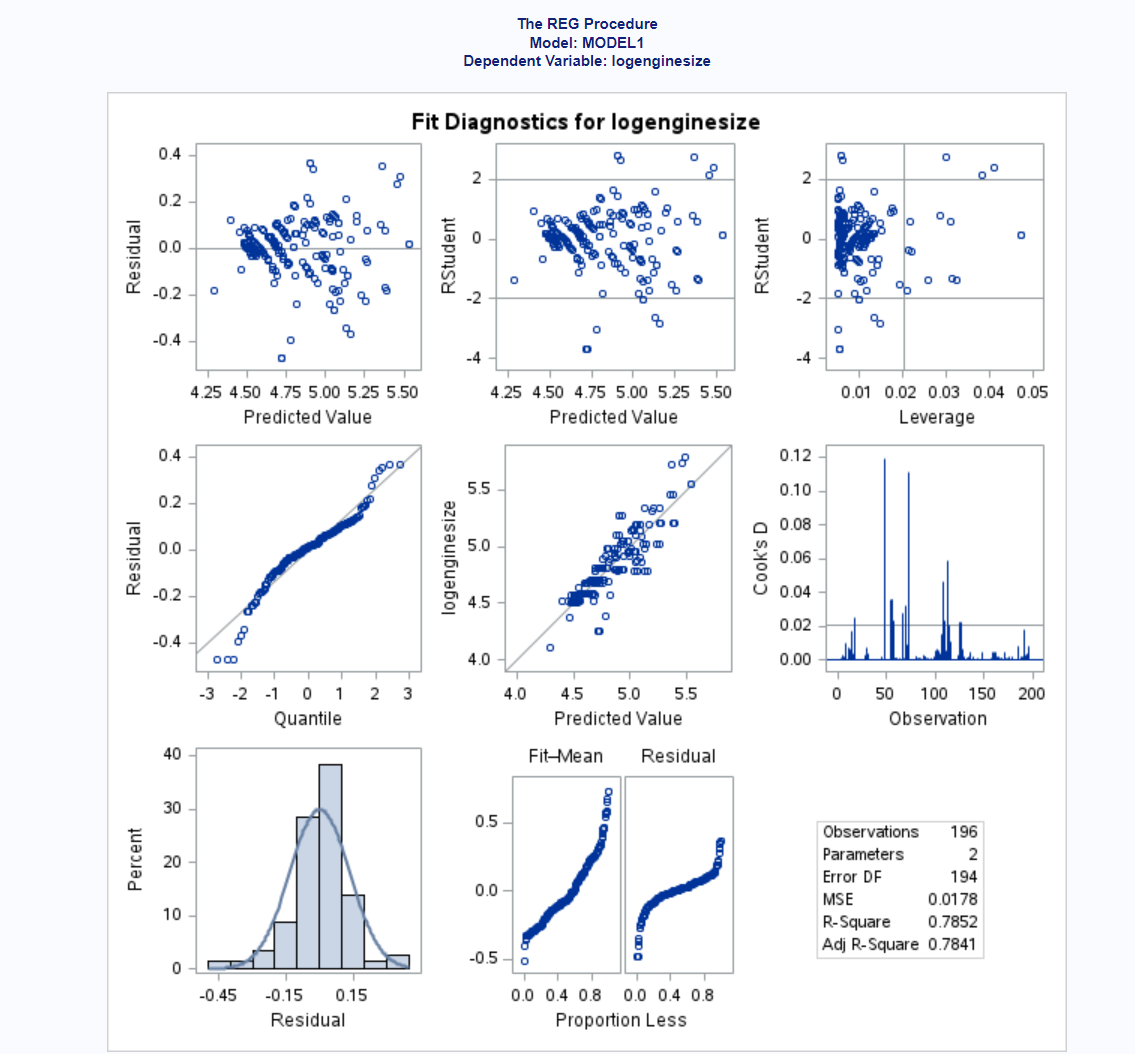 The REG Procedure
Model: MODEL1
Dependent Variable: logenginesize
Fit Diagnostics for logenginesize
0.4
0.2
0.0
-0.2
-0.4
Residual
4.25 4.50 4.75 5.00 5.25 5.50
Predicted Value
2
0
-2
-4
RStudent
4.25 4.50 4.75 5.00 5.25 5.50
Predicted Value
2
0
-2
-4
RStudent
0.01 0.02 0.03 0.04 0.05
Leverage
0.4
0.2
0.0
-0.2
-0.4
Residual
-3 -2 -1 0 1 2 3
Quantile
5.5
5.0
4.5
4.0
logenginesize
4.0 4.5 5.0 5.5
Predicted Value
0.12
0.10
0.08
0.06
0.04
0.02
0.00
Cook's D
0 50 100 150 200
Observation
40
30
20
10
0
Percent
-0.45 -0.15 0.15
Residual
Fit–Mean Residual
0.5
0.0
-0.5
0.0 0.4 0.8 0.0 0.4 0.8
Proportion Less
Observations 196
Parameters 2
Error DF 194
MSE 0.0178
R-Square 0.7852
Adj R-Square 0.7841